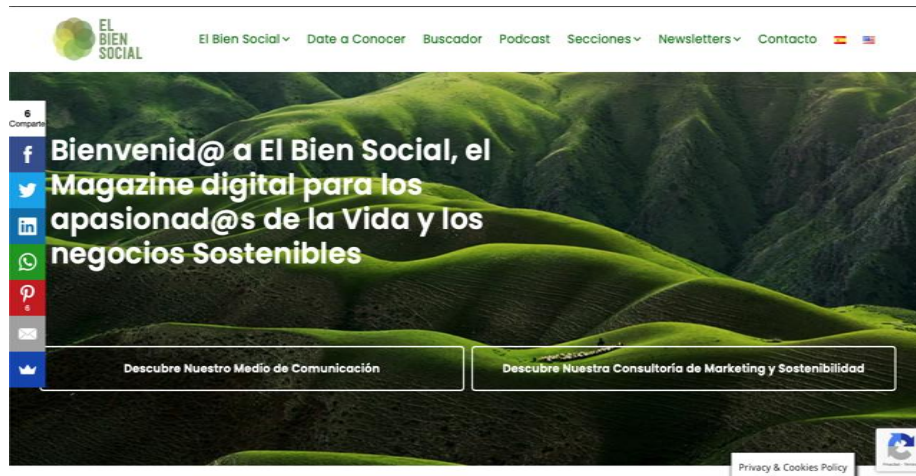 EL
BIEN
SOCIAL
El Bien Social Date a Conocer Buscador Podcast Secciones Newsletters Contacto
6
Comparte
Bienvenid@ a El Bien Social, el
Magazine digital para los
apasionad@s de la Vida y los
negocios Sostenibles
6
Descubre Nuestro Medio de Comunicación
Descubre Nuestra Consultoría de Marketing y Sostenibilidad
Privacy & Cookies Policy